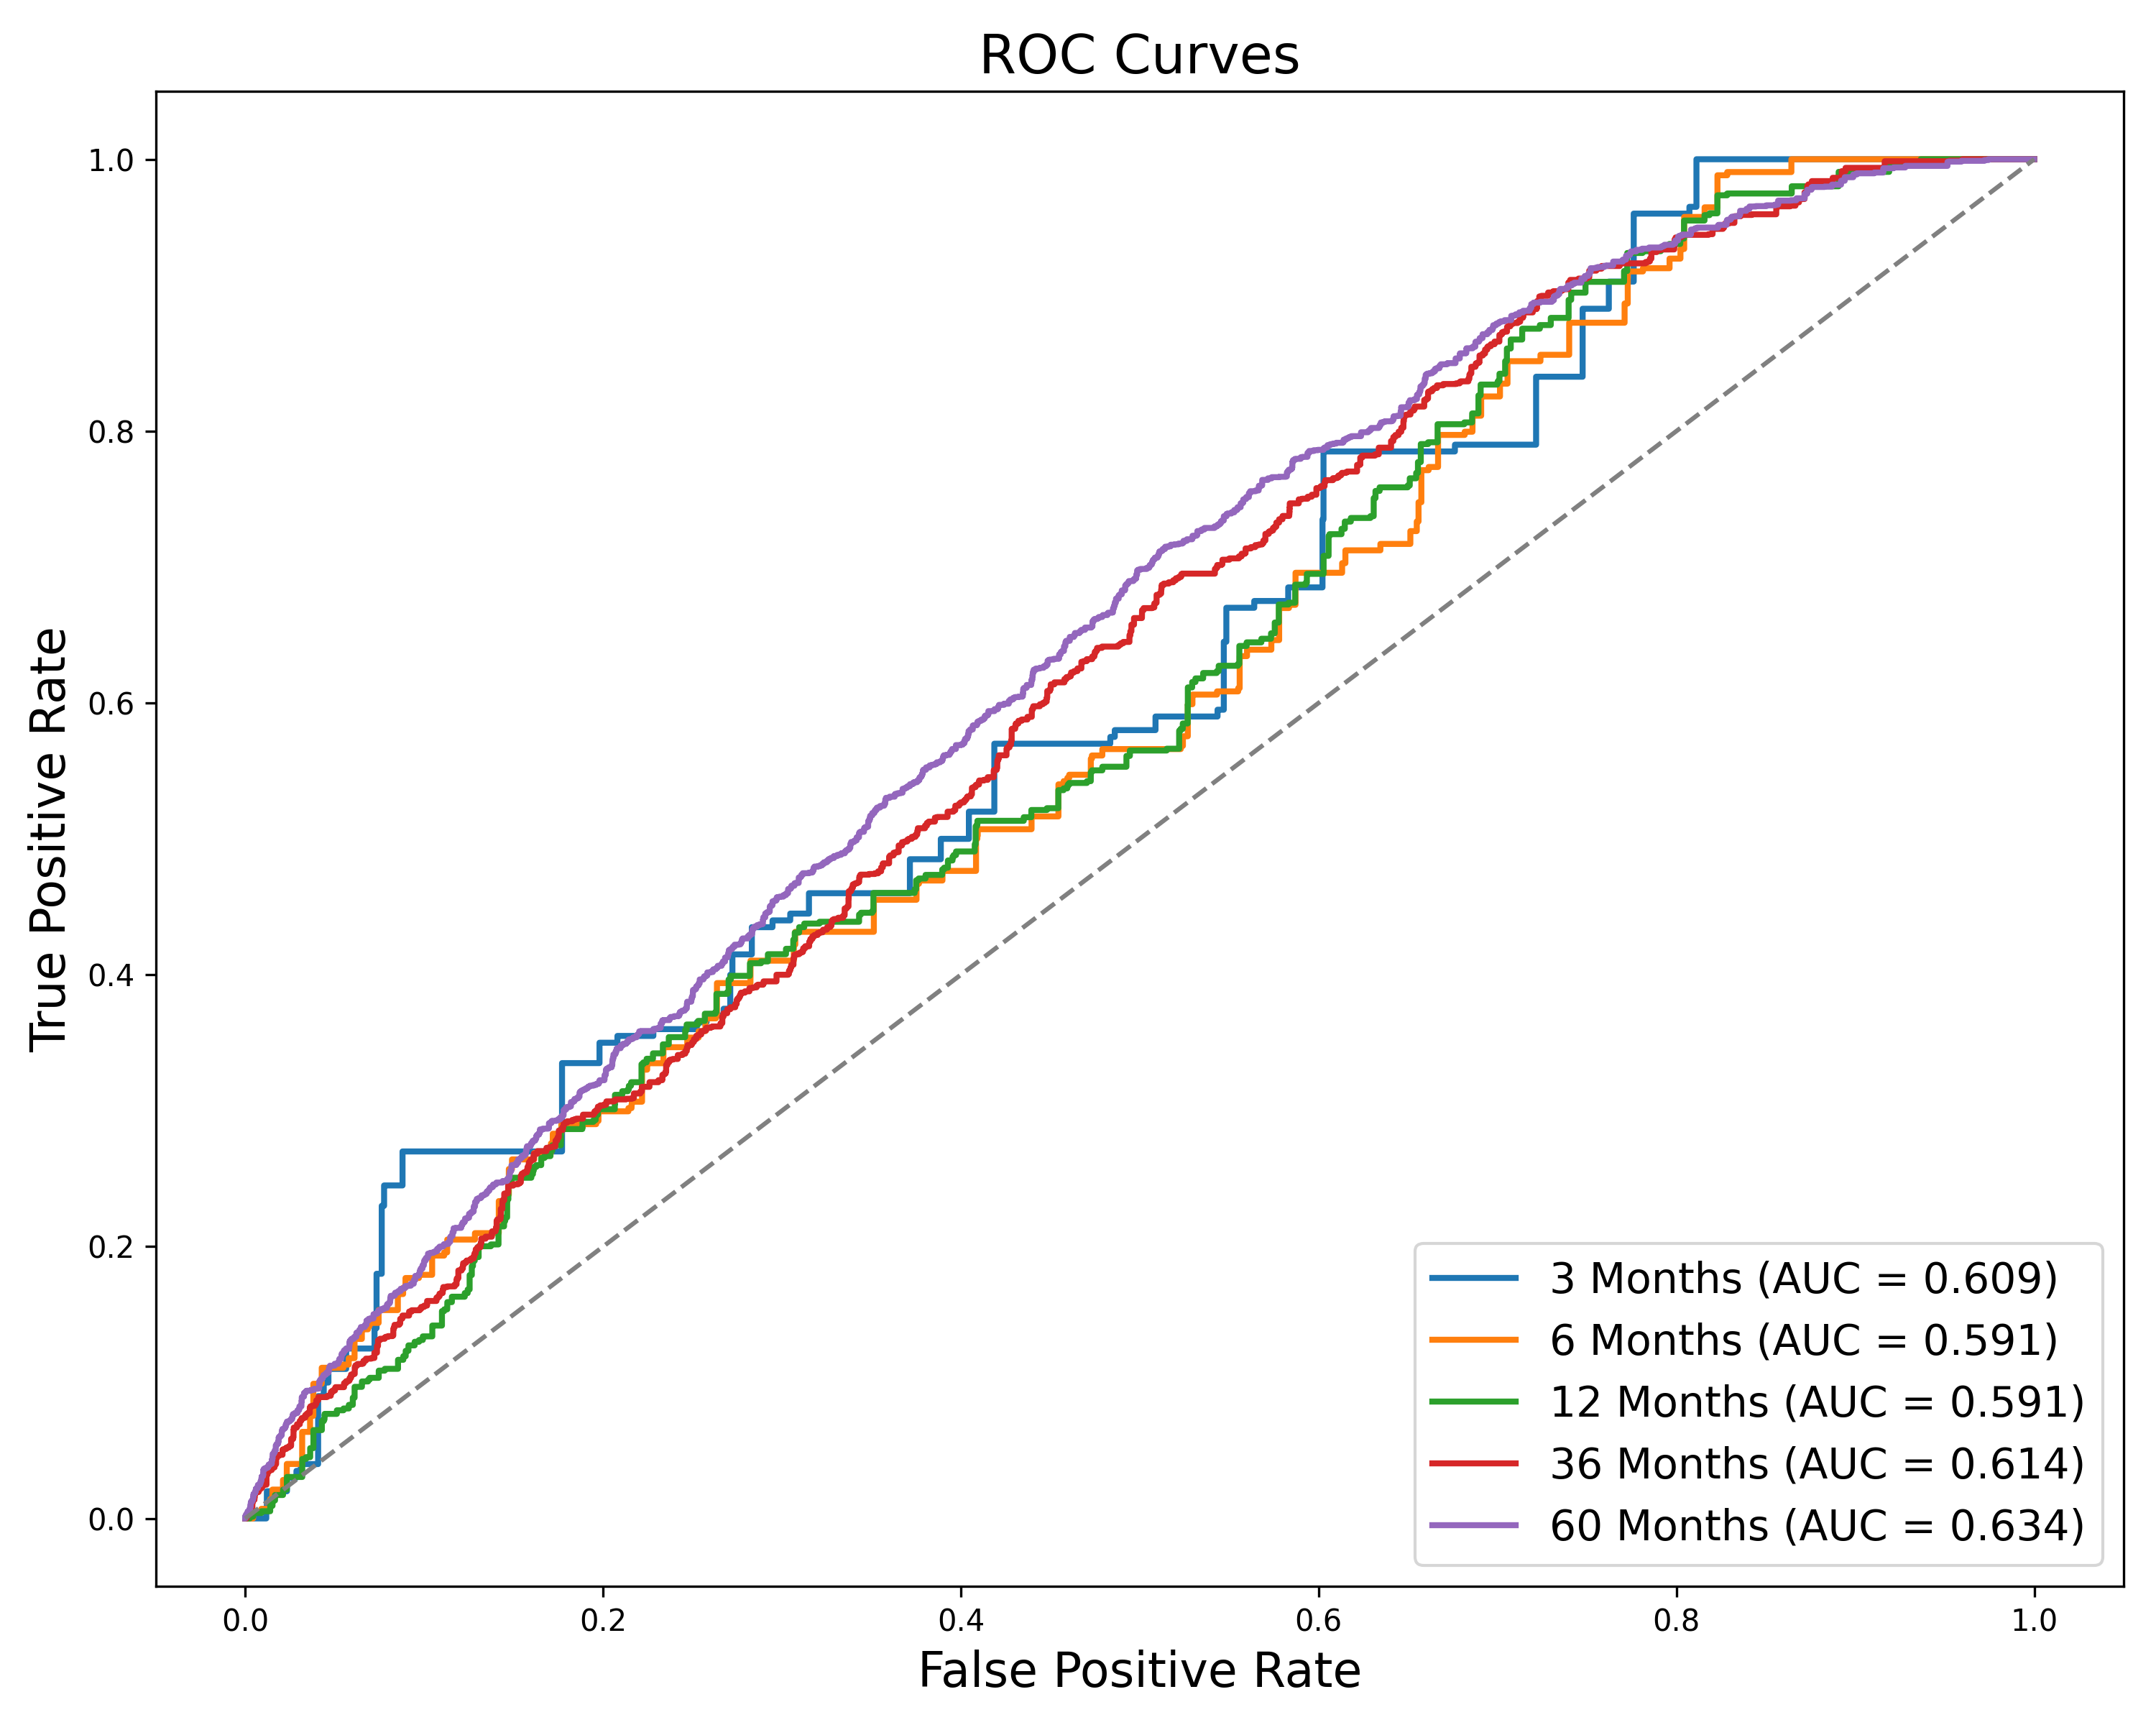 ROC Curves
True Positive Rate
1.0
0.8
0.6
0.4
0.2
0.0
0.0 0.2 0.4 0.6 0.8 1.0
False Positive Rate
3 Months (AUC = 0.609)
6 Months (AUC = 0.591)
12 Months (AUC = 0.591)
36 Months (AUC = 0.614)
60 Months (AUC = 0.634)